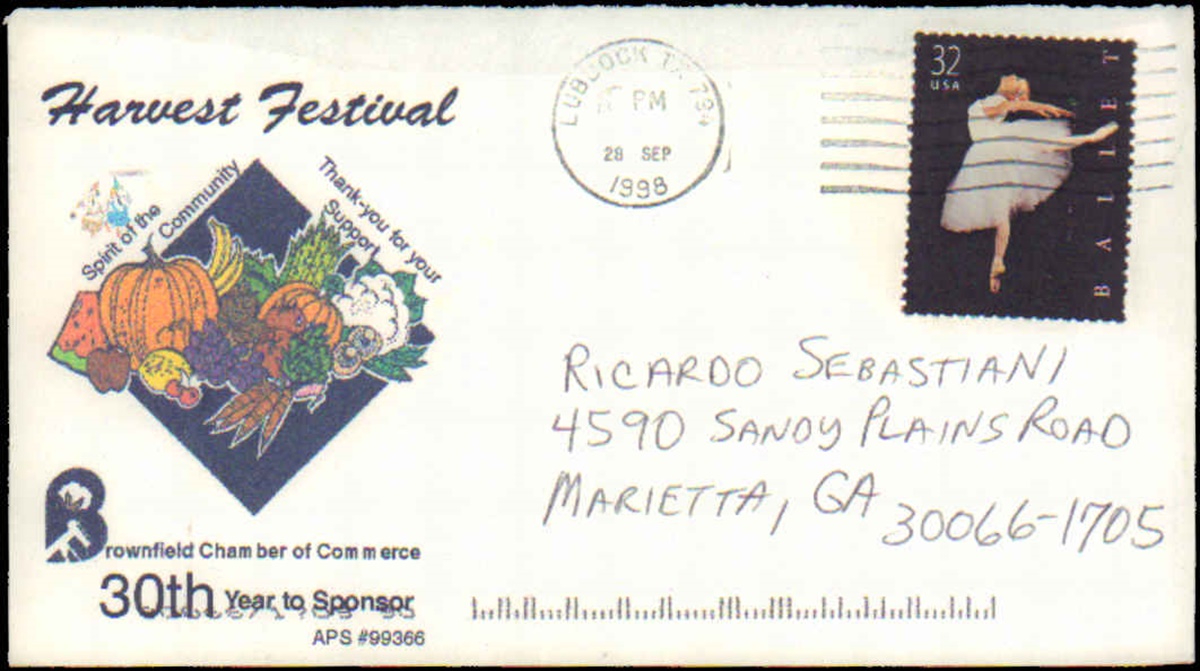 Harvest Festival
Spirit of the
Community
Thank-you for your
Support
Brownfield Chamber of Commerce
30th Year to Sponsor
APS #99366
LUBBOCK TX 794
PM
28 SEP
1998
32
USA
BALLET
RICARDO SEBASTIANI
4590 SANDY PLAINS ROAD
MARIETTA, GA 30066-1705